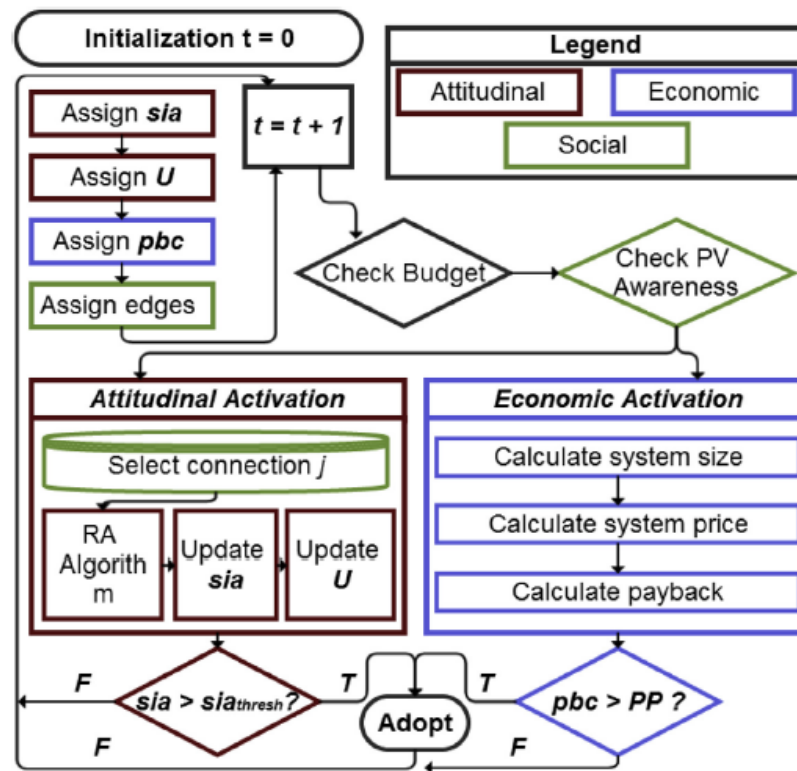 Initialization t = 0
Legend
Attitudinal
Economic
Social
Assign sia
Assign U
Assign pbc
Assign edges
t = t + 1
Check Budget
Check PV
Awareness
Attitudinal Activation
Select connection j
RA
Algorith
m
Update
sia
Update
U
Economic Activation
Calculate system size
Calculate system price
Calculate payback
F
sia > siathresh?
T
Adopt
T
pbc > PP ?
F
F